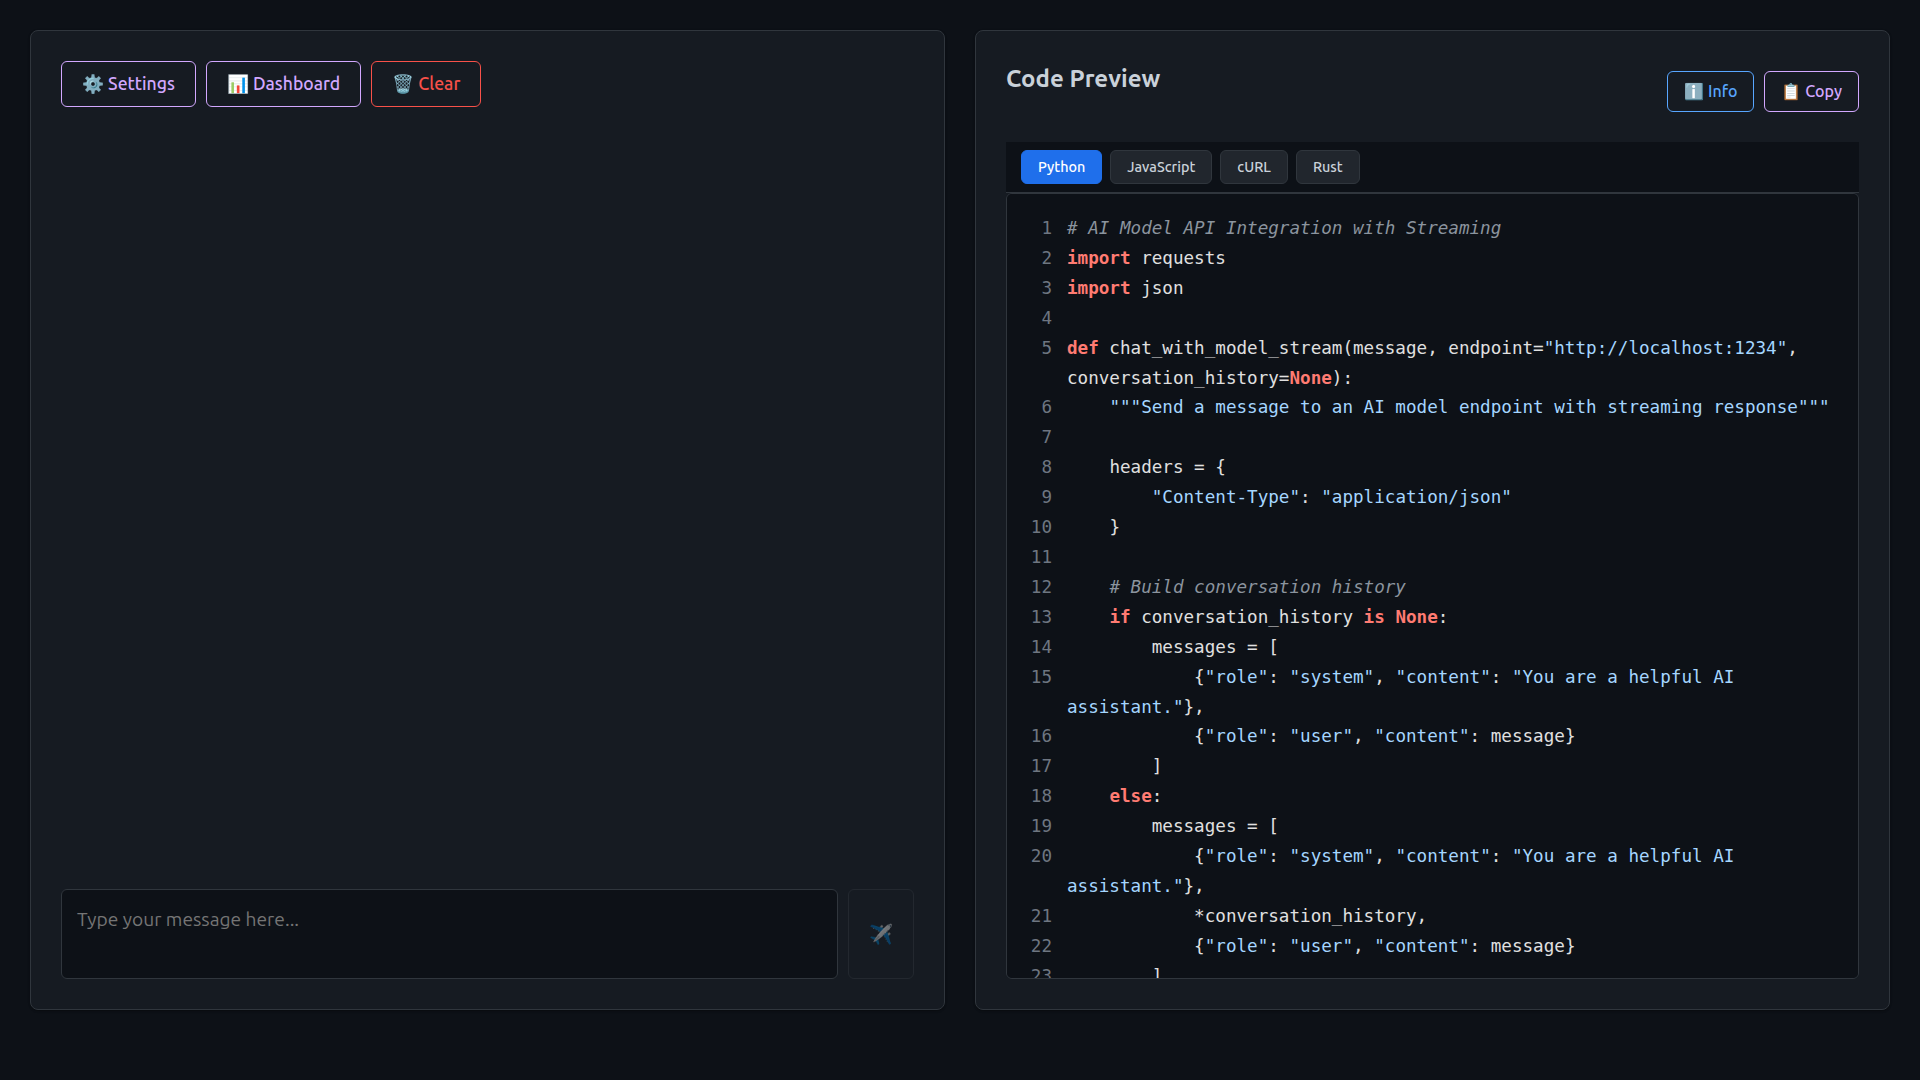 Settings
Dashboard
Clear
Type your message here...
Code Preview
Info
Copy
Python
JavaScript
cURL
Rust
1 # AI Model API Integration with Streaming
2 import requests
3 import json
4
5 def chat_with_model_stream(message, endpoint="http://localhost:1234",
conversation_history=None):
6     """Send a message to an AI model endpoint with streaming response"""
7
8     headers = {
9         "Content-Type": "application/json"
10     }
11
12     # Build conversation history
13     if conversation_history is None:
14         messages = [
15             {"role": "system", "content": "You are a helpful AI
assistant."},
16             {"role": "user", "content": message}
17         ]
18     else:
19         messages = [
20             {"role": "system", "content": "You are a helpful AI
assistant."},
21             *conversation_history,
22             {"role": "user", "content": message}
23         ]